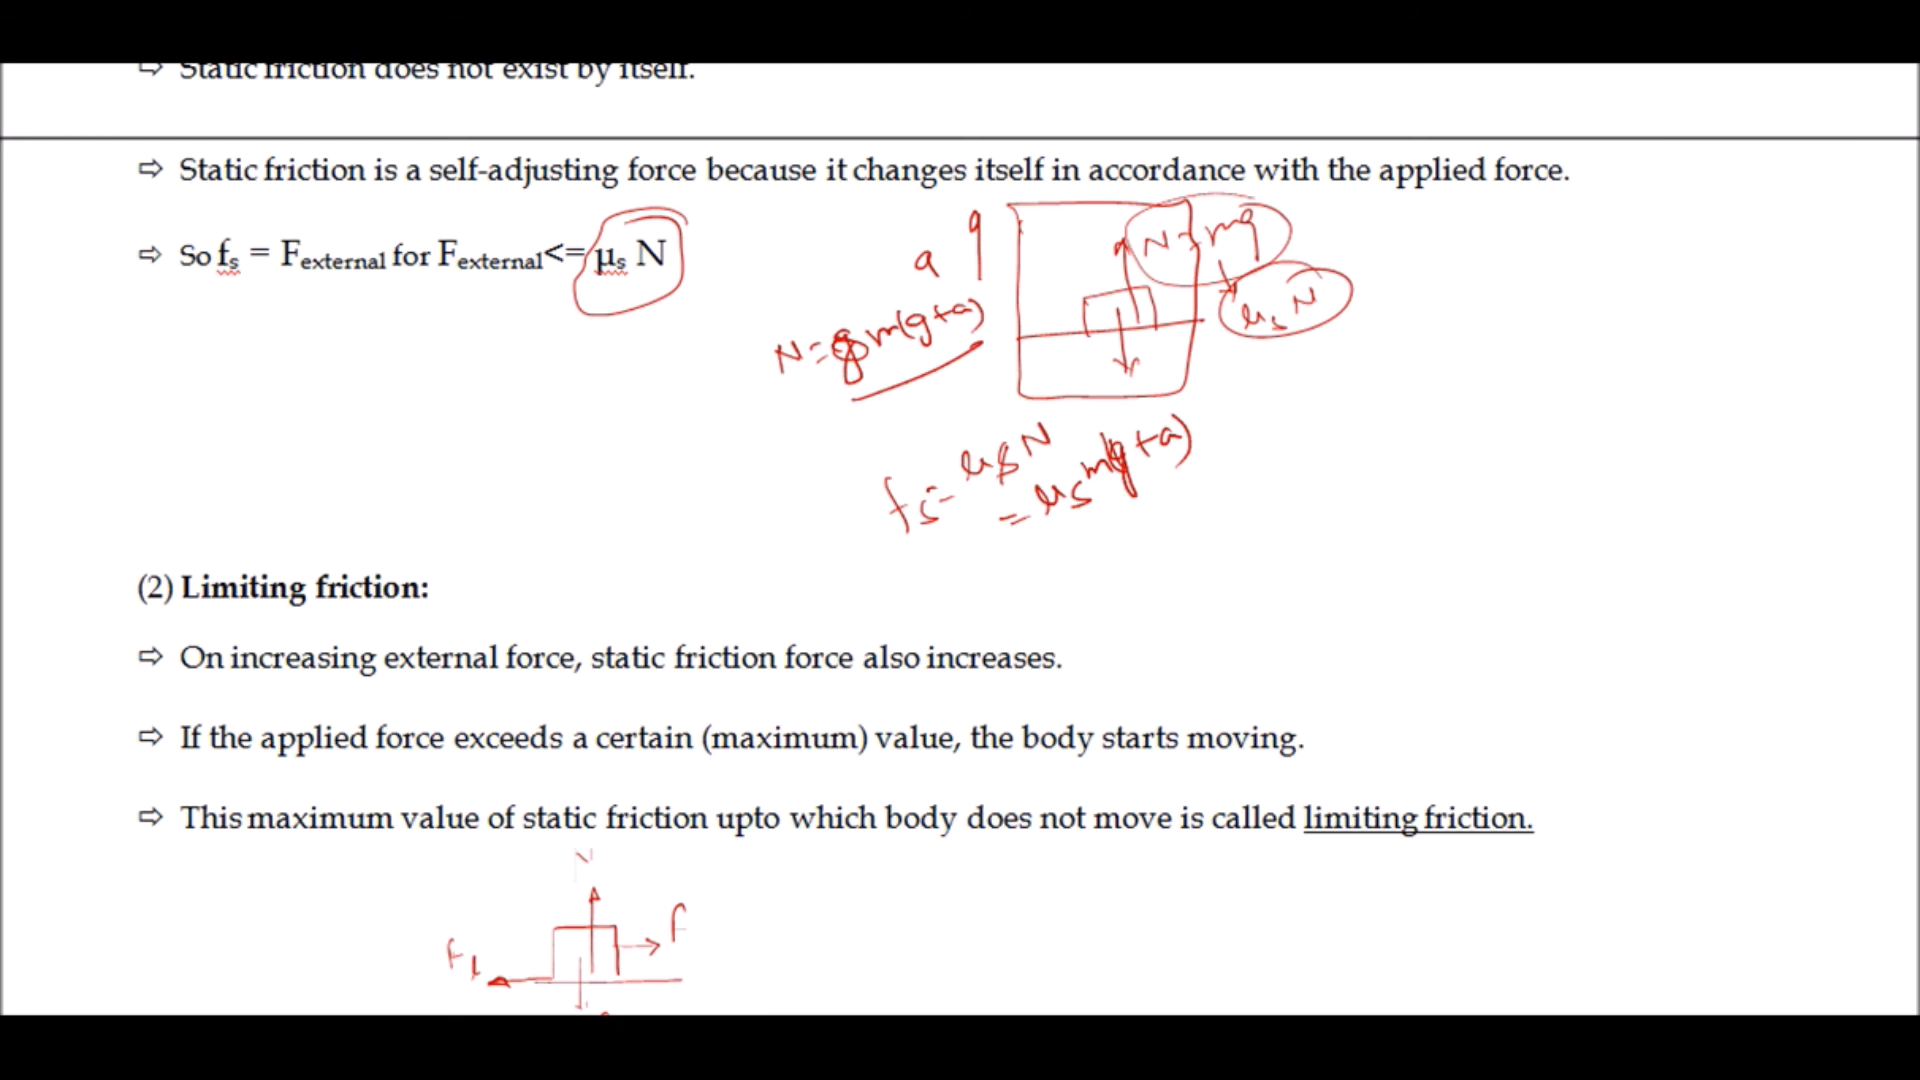 ⇨ Static friction does not exist by itself.
⇨ Static friction is a self-adjusting force because it changes itself in accordance with the applied force.
⇨ So fs = Fexternal for Fexternal<= μs N
N = mg
a
μs N
N = m(g+a)
fs = μs N
= μs m(g+a)
(2) Limiting friction:
⇨ On increasing external force, static friction force also increases.
⇨ If the applied force exceeds a certain (maximum) value, the body starts moving.
⇨ This maximum value of static friction upto which body does not move is called limiting friction.
N
f